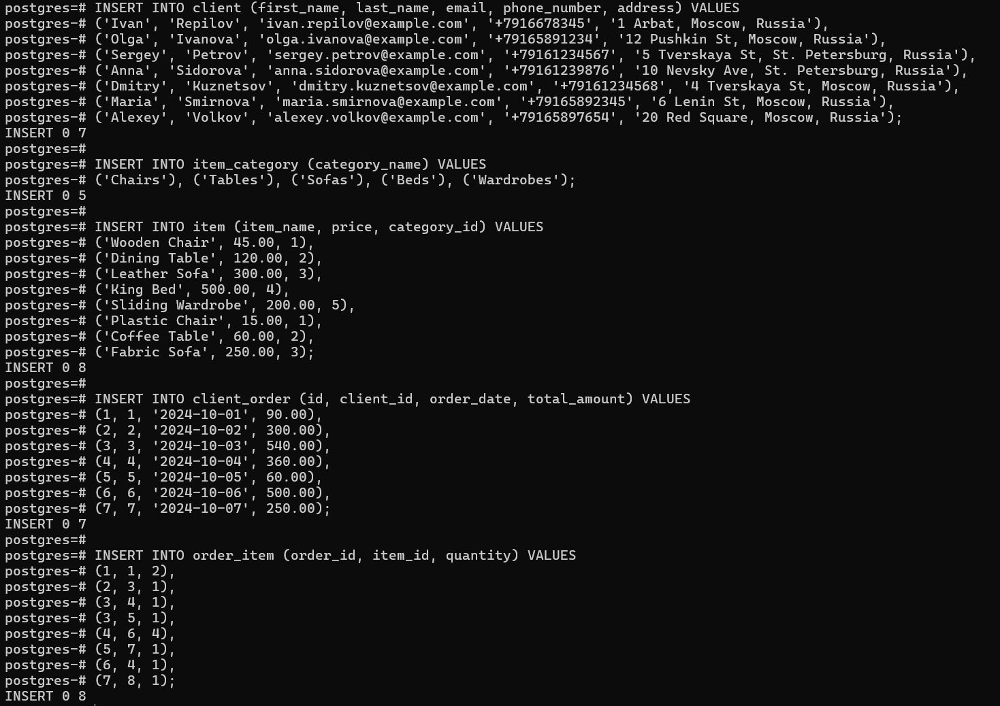 postgres=# INSERT INTO client (first_name, last_name, email, phone_number, address) VALUES
postgres-# ('Ivan', 'Repilov', 'ivan.repilov@example.com', '+7916678345', '1 Arbat, Moscow, Russia'),
postgres-# ('Olga', 'Ivanova', 'olga.ivanova@example.com', '+79165891234', '12 Pushkin St, Moscow, Russia'),
postgres-# ('Sergey', 'Petrov', 'sergey.petrov@example.com', '+79161234567', '5 Tverskaya St, St. Petersburg, Russia'),
postgres-# ('Anna', 'Sidorova', 'anna.sidorova@example.com', '+79161239876', '10 Nevsky Ave, St. Petersburg, Russia'),
postgres-# ('Dmitry', 'Kuznetsov', 'dmitry.kuznetsov@example.com', '+79161234568', '4 Tverskaya St, Moscow, Russia'),
postgres-# ('Maria', 'Smirnova', 'maria.smirnova@example.com', '+79165892345', '6 Lenin St, Moscow, Russia'),
postgres-# ('Alexey', 'Volkov', 'alexey.volkov@example.com', '+79165897654', '20 Red Square, Moscow, Russia');
INSERT 0 7
postgres=#
postgres=# INSERT INTO item_category (category_name) VALUES
postgres-# ('Chairs'), ('Tables'), ('Sofas'), ('Beds'), ('Wardrobes');
INSERT 0 5
postgres=#
postgres=# INSERT INTO item (item_name, price, category_id) VALUES
postgres-# ('Wooden Chair', 45.00, 1),
postgres-# ('Dining Table', 120.00, 2),
postgres-# ('Leather Sofa', 300.00, 3),
postgres-# ('King Bed', 500.00, 4),
postgres-# ('Sliding Wardrobe', 200.00, 5),
postgres-# ('Plastic Chair', 15.00, 1),
postgres-# ('Coffee Table', 60.00, 2),
postgres-# ('Fabric Sofa', 250.00, 3);
INSERT 0 8
postgres=#
postgres=# INSERT INTO client_order (id, client_id, order_date, total_amount) VALUES
postgres-# (1, 1, '2024-10-01', 90.00),
postgres-# (2, 2, '2024-10-02', 300.00),
postgres-# (3, 3, '2024-10-03', 540.00),
postgres-# (4, 4, '2024-10-04', 360.00),
postgres-# (5, 5, '2024-10-05', 60.00),
postgres-# (6, 6, '2024-10-06', 500.00),
postgres-# (7, 7, '2024-10-07', 250.00);
INSERT 0 7
postgres=#
postgres=# INSERT INTO order_item (order_id, item_id, quantity) VALUES
postgres-# (1, 1, 2),
postgres-# (2, 3, 1),
postgres-# (3, 4, 1),
postgres-# (3, 5, 1),
postgres-# (4, 6, 4),
postgres-# (5, 7, 1),
postgres-# (6, 4, 1),
postgres-# (7, 8, 1);
INSERT 0 8